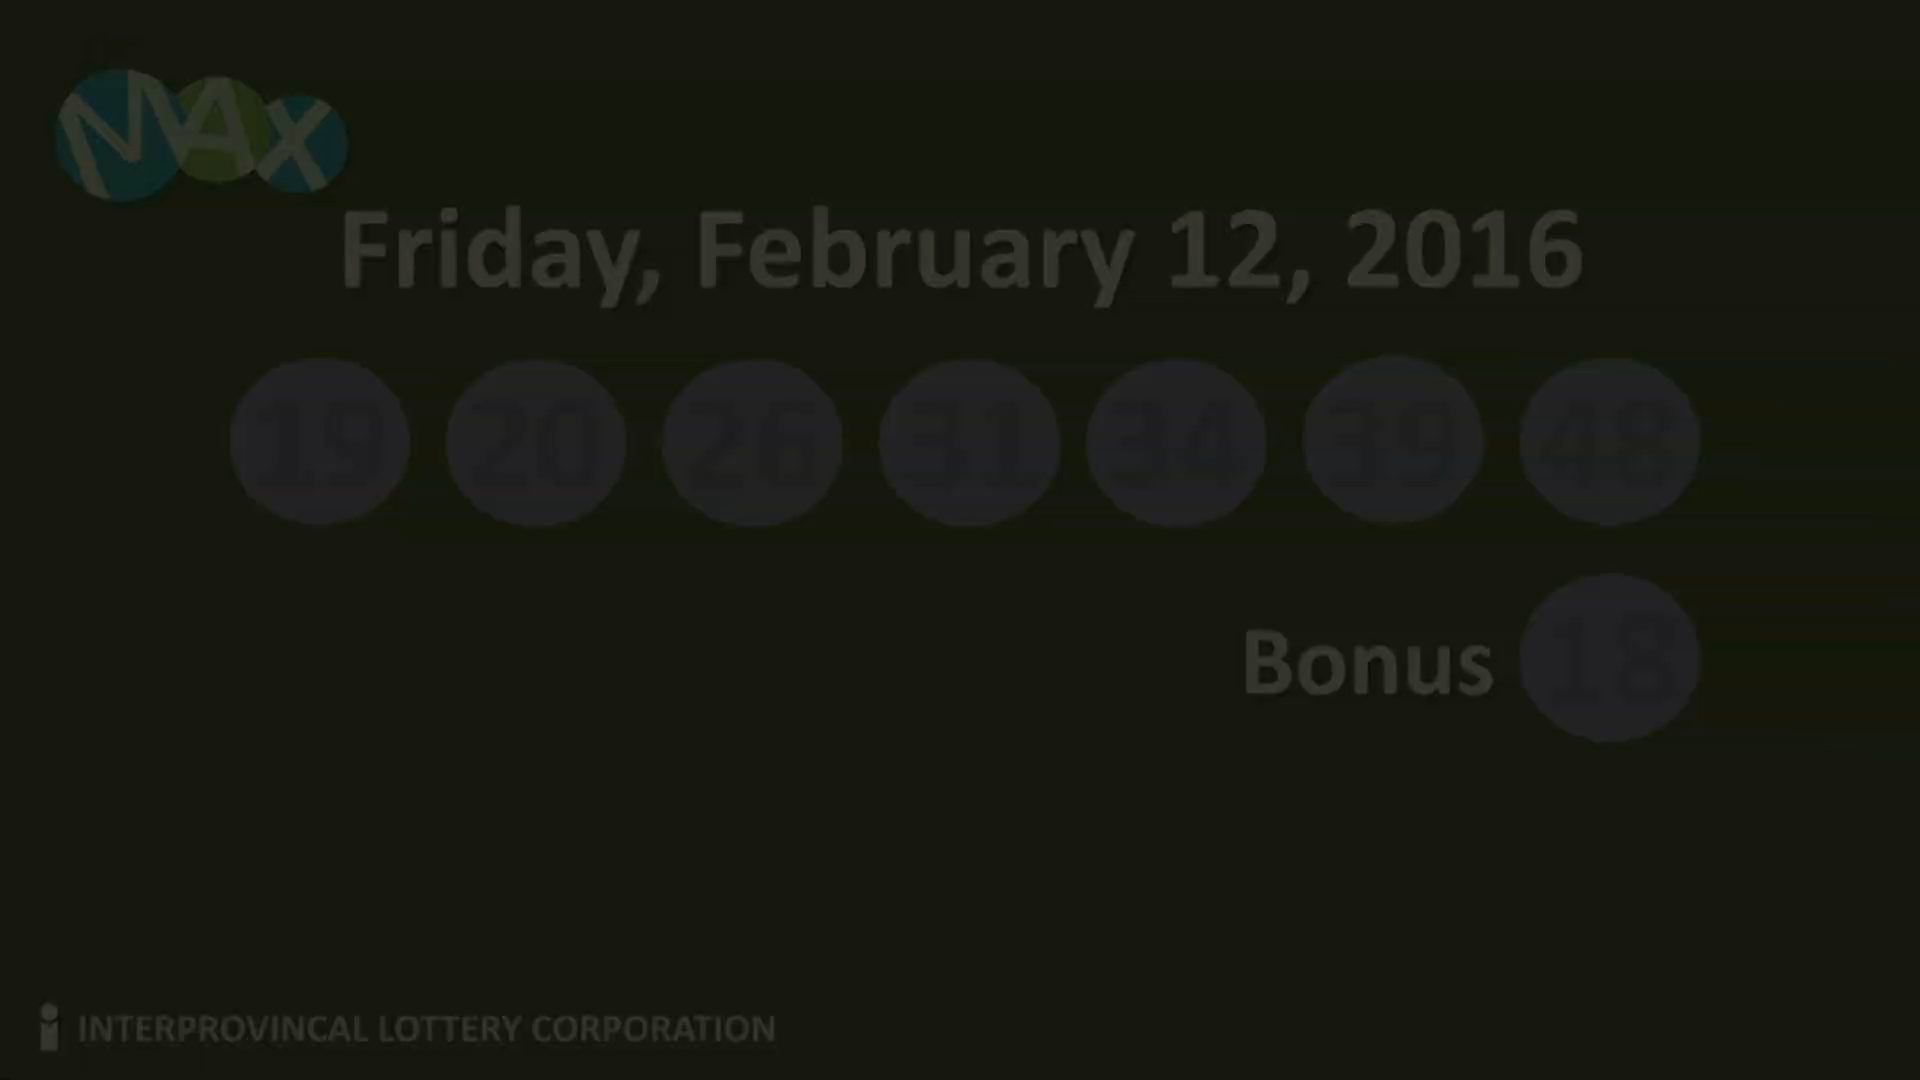 MAX
Friday, February 12, 2016
19 20 26 31 34 39 48
Bonus 18
INTERPROVINCAL LOTTERY CORPORATION